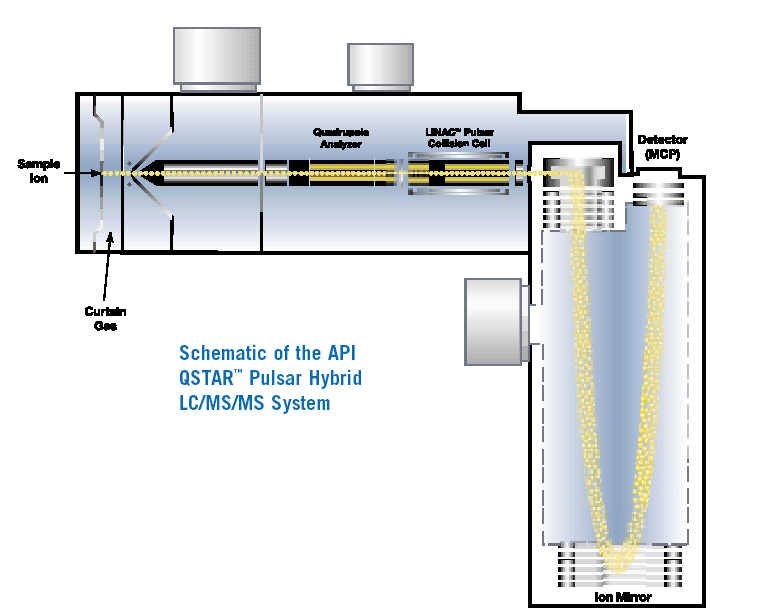 Quadrupole
Analyzer
LINAC™ Pulsar
Collision Cell
Detector
(MCP)
Sample
Ion
Curtain
Gas
Schematic of the API
QSTAR™ Pulsar Hybrid
LC/MS/MS System
Ion Mirror